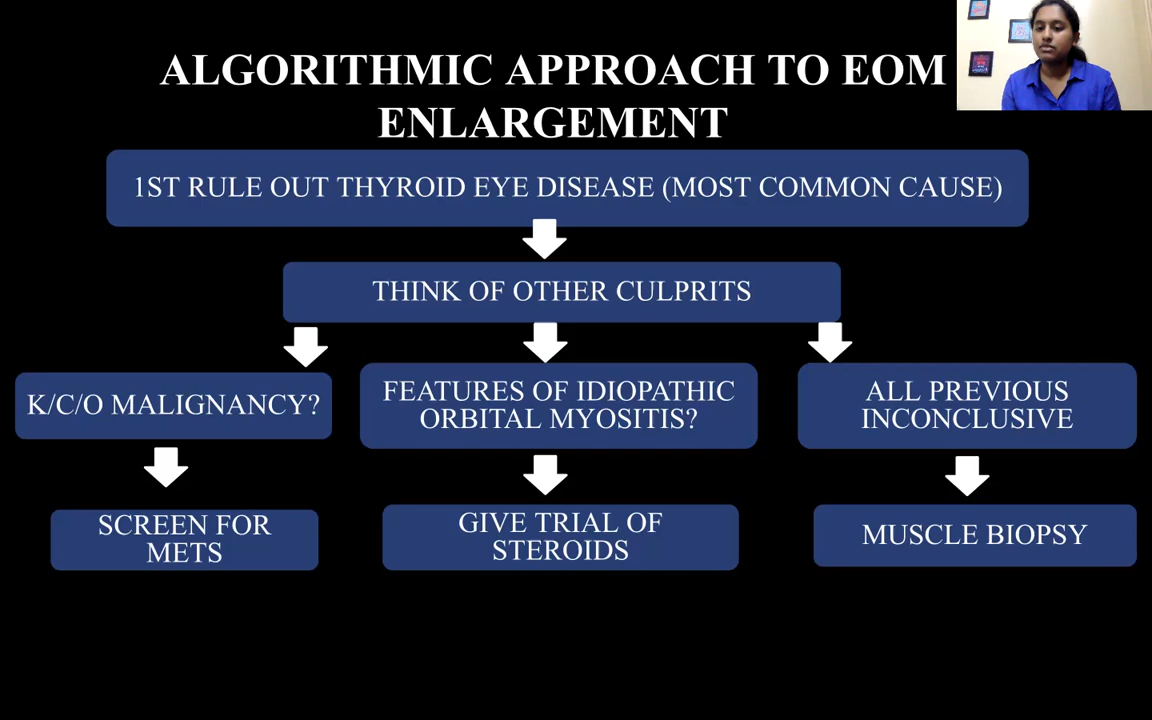 ALGORITHMIC APPROACH TO EOM
ENLARGEMENT
1ST RULE OUT THYROID EYE DISEASE (MOST COMMON CAUSE)
THINK OF OTHER CULPRITS
K/C/O MALIGNANCY?
FEATURES OF IDIOPATHIC
ORBITAL MYOSITIS?
ALL PREVIOUS
INCONCLUSIVE
SCREEN FOR
METS
GIVE TRIAL OF
STEROIDS
MUSCLE BIOPSY